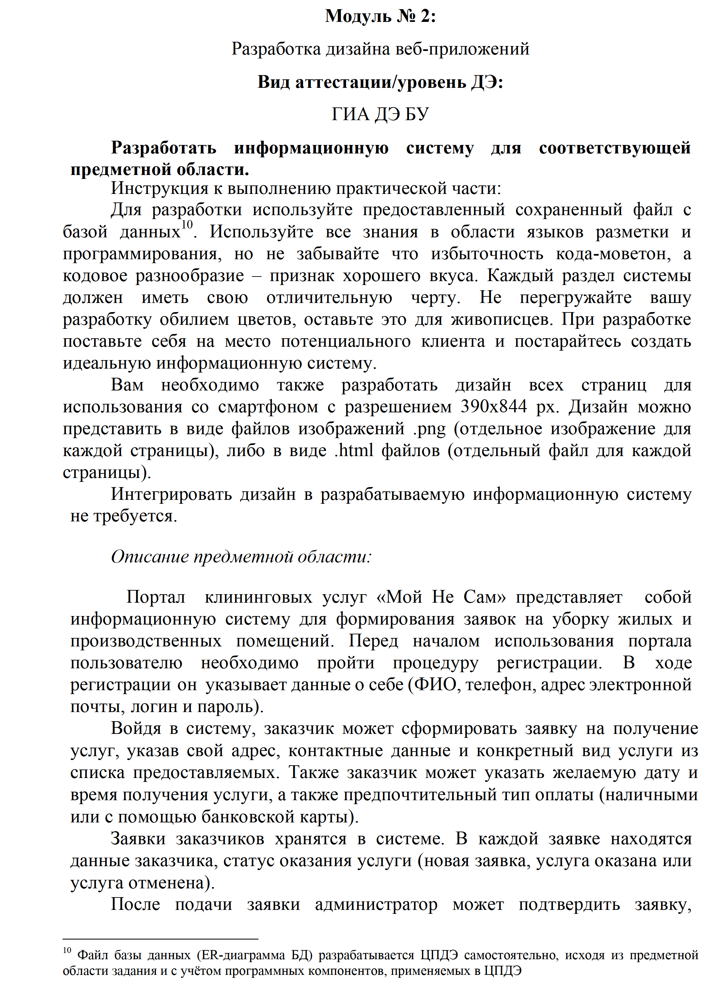 Модуль № 2:
Разработка дизайна веб-приложений
Вид аттестации/уровень ДЭ:
ГИА ДЭ БУ
Разработать информационную систему для соответствующей
предметной области.
Инструкция к выполнению практической части:
Для разработки используйте предоставленный сохраненный файл с
базой данных10. Используйте все знания в области языков разметки и
программирования, но не забывайте что избыточность кода-моветон, а
кодовое разнообразие – признак хорошего вкуса. Каждый раздел системы
должен иметь свою отличительную черту. Не перегружайте вашу
разработку обилием цветов, оставьте это для живописцев. При разработке
поставьте себя на место потенциального клиента и постарайтесь создать
идеальную информационную систему.
Вам необходимо также разработать дизайн всех страниц для
использования со смартфоном с разрешением 390х844 рх. Дизайн можно
представить в виде файлов изображений .png (отдельное изображение для
каждой страницы), либо в виде .html файлов (отдельный файл для каждой
страницы).
Интегрировать дизайн в разрабатываемую информационную систему
не требуется.
Описание предметной области:
Портал клининговых услуг «Мой Не Сам» представляет собой
информационную систему для формирования заявок на уборку жилых и
производственных помещений. Перед началом использования портала
пользователю необходимо пройти процедуру регистрации. В ходе
регистрации он указывает данные о себе (ФИО, телефон, адрес электронной
почты, логин и пароль).
Войдя в систему, заказчик может сформировать заявку на получение
услуг, указав свой адрес, контактные данные и конкретный вид услуги из
списка предоставляемых. Также заказчик может указать желаемую дату и
время получения услуги, а также предпочтительный тип оплаты (наличными
или с помощью банковской карты).
Заявки заказчиков хранятся в системе. В каждой заявке находятся
данные заказчика, статус оказания услуги (новая заявка, услуга оказана или
услуга отменена).
После подачи заявки администратор может подтвердить заявку,
10 Файл базы данных (ER-диаграмма БД) разрабатывается ЦПДЭ самостоятельно, исходя из предметной
области задания и с учётом программных компонентов, применяемых в ЦПДЭ